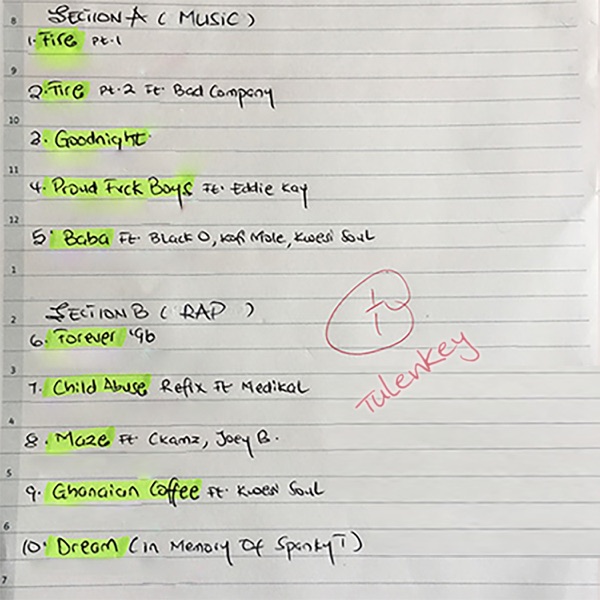 8 SECTION A ( MUSIC )
1. Fire Pt. 1
9
2. Fire Pt. 2 Ft. Bad Company
10
3. Goodnight
11
4. Proud Fvck Boys Ft. Eddie Kay
12
5. Baba Ft. Black O, Kofi Mole, Kwesi Soul
1
2 SECTION B ( RAP )
6. Forever '96
3
7. Child Abuse Refix Ft Medikal
4
8. Maze Ft Ckamz, Joey B.
5
9. Ghanaian Coffee Ft. Kwesi Soul
6
10. Dream (In Memory Of Spanky T)
7
Tulenkey